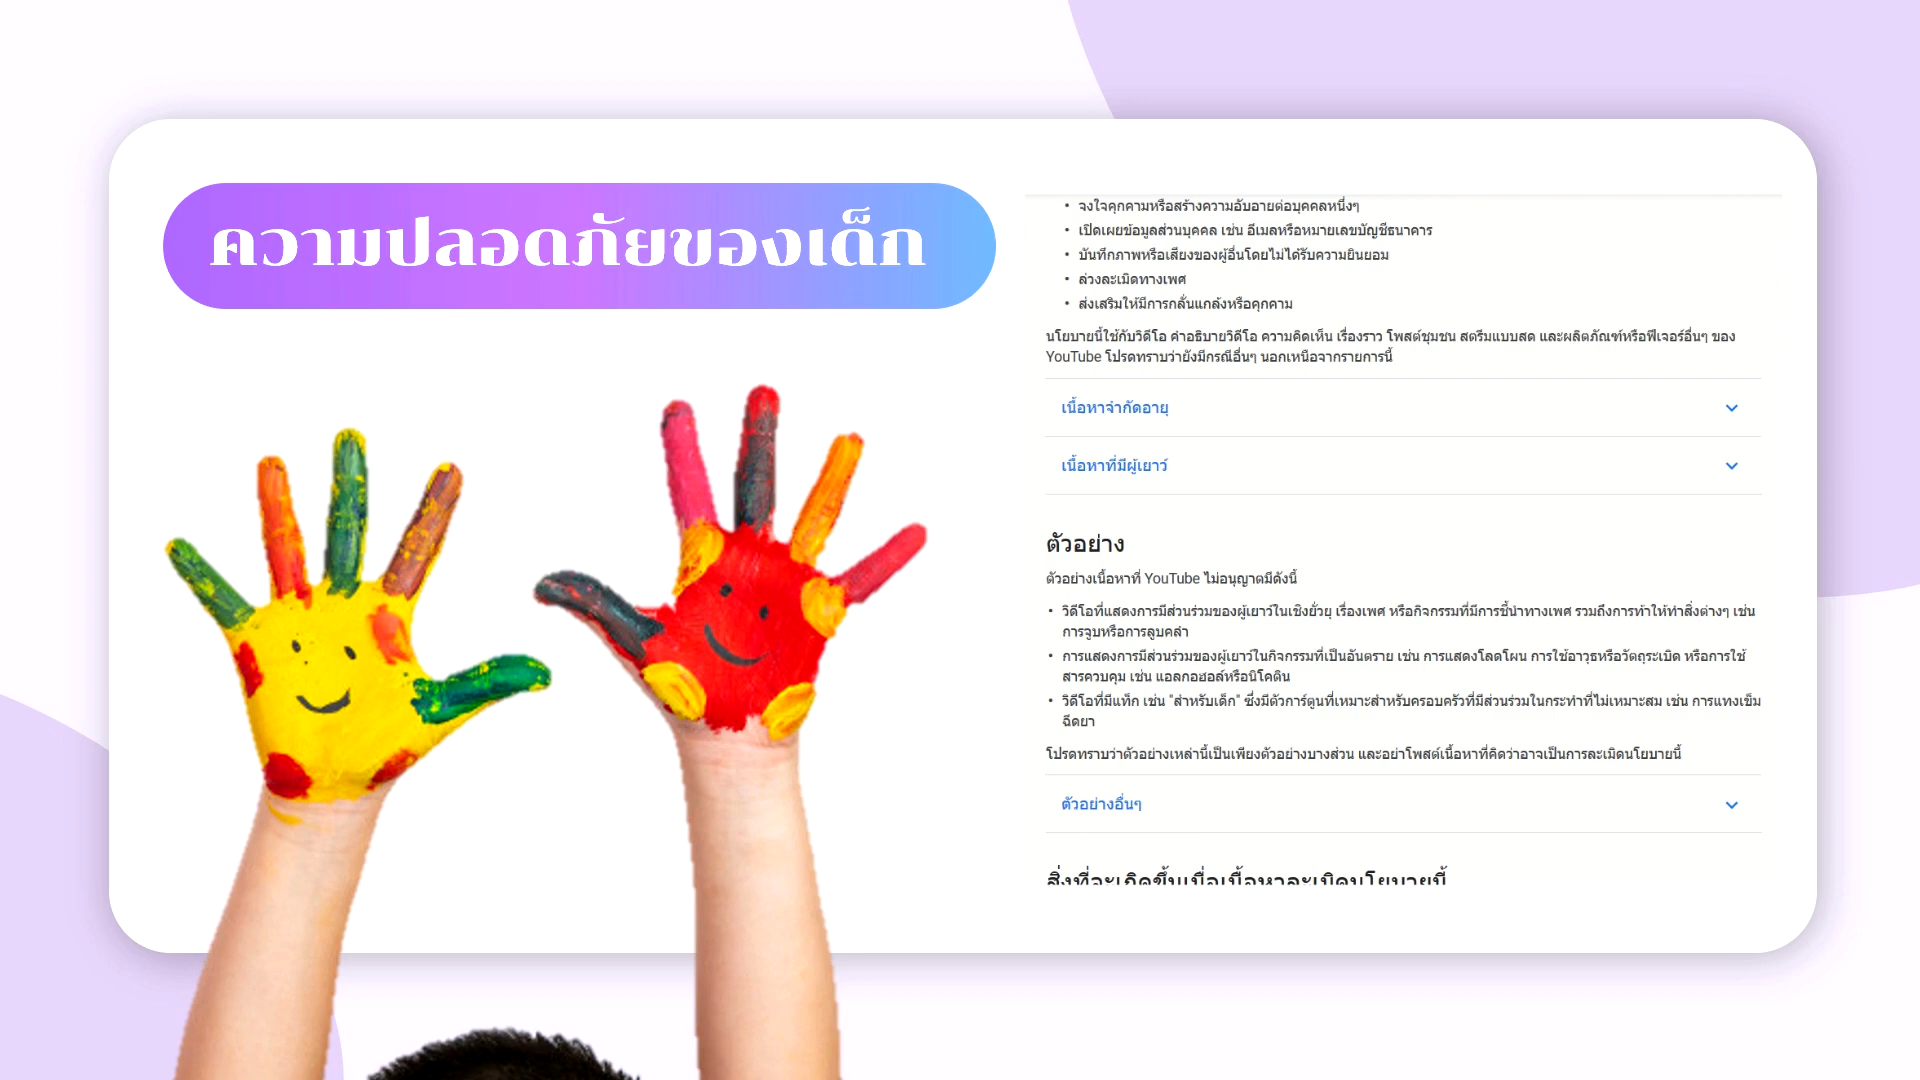 ความปลอดภัยของเด็ก
• จงใจคุกคามหรือสร้างความอับอายต่อบุคคลหนึ่งๆ
• เปิดเผยข้อมูลส่วนบุคคล เช่น อีเมลหรือหมายเลขบัญชีธนาคาร
• บันทึกภาพหรือเสียงของผู้อื่นโดยไม่ได้รับความยินยอม
• ล่วงละเมิดทางเพศ
• ส่งเสริมให้มีการกลั่นแกล้งหรือคุกคาม
นโยบายนี้ใช้กับวิดีโอ คำอธิบายวิดีโอ ความคิดเห็น เรื่องราว โพสต์ชุมชน สตรีมแบบสด และผลิตภัณฑ์หรือฟีเจอร์อื่นๆ ของ
YouTube โปรดทราบว่ายังมีกรณีอื่นๆ นอกเหนือจากรายการนี้
เนื้อหาจำกัดอายุ
เนื้อหาที่มีผู้เยาว์
ตัวอย่าง
ตัวอย่างเนื้อหาที่ YouTube ไม่อนุญาตมีดังนี้
• วิดีโอที่แสดงการมีส่วนร่วมของผู้เยาว์ในเชิงยั่วยุ เรื่องเพศ หรือกิจกรรมที่มีการชี้นำทางเพศ รวมถึงการท้าให้ทำสิ่งต่างๆ เช่น
การจูบหรือการลูบคลำ
• การแสดงการมีส่วนร่วมของผู้เยาว์ในกิจกรรมที่เป็นอันตราย เช่น การแสดงโลดโผน การใช้อาวุธหรือวัตถุระเบิด หรือการใช้
สารควบคุม เช่น แอลกอฮอล์หรือนิโคติน
• วิดีโอที่มีแท็ก เช่น "สำหรับเด็ก" ซึ่งมีตัวการ์ตูนที่เหมาะสำหรับครอบครัวที่มีส่วนร่วมในกระทำที่ไม่เหมาะสม เช่น การแทงเข็ม
ฉีดยา
โปรดทราบว่าตัวอย่างเหล่านี้เป็นเพียงตัวอย่างบางส่วน และอย่าโพสต์เนื้อหาที่คิดว่าอาจเป็นการละเมิดนโยบายนี้
ตัวอย่างอื่นๆ
สิ่งที่จะเกิดขึ้นเมื่อเนื้อหาละเมิดนโยบายนี้